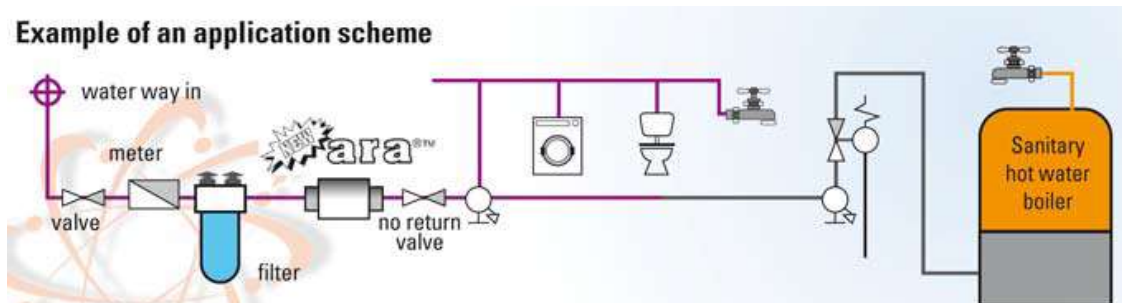 Example of an application scheme
water way in
meter
NEW ara®™
valve
filter
no return
valve
Sanitary
hot water
boiler